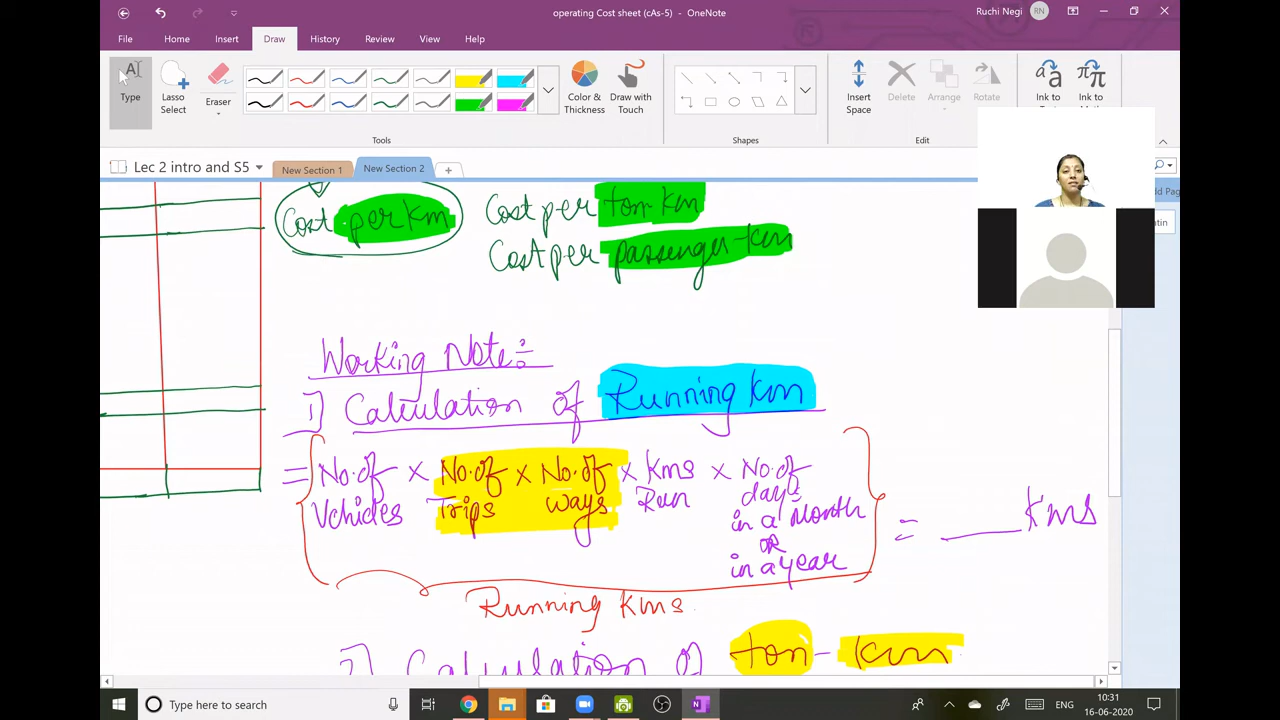 operating Cost sheet (cAs-5) - OneNote
Ruchi Negi RN
File Home Insert Draw History Review View Help
Type
Lasso Select
Eraser
Color & Thickness
Draw with Touch
Insert Space
Delete
Arrange
Rotate
Ink to
Ink to
Tools
Shapes
Edit
Lec 2 intro and S5
New Section 1
New Section 2
Cost per km
Cost per ton km
Cost per passenger-km
Working Note:-
1) Calculation of Running km
= No. of Vehicles × No. of Trips × No. of ways × Kms Run × No. of days in a Month OR in a year = ___ kms
Running Kms.
2) Calculation of ton - km
Type here to search
ENG
10:31
16-06-2020